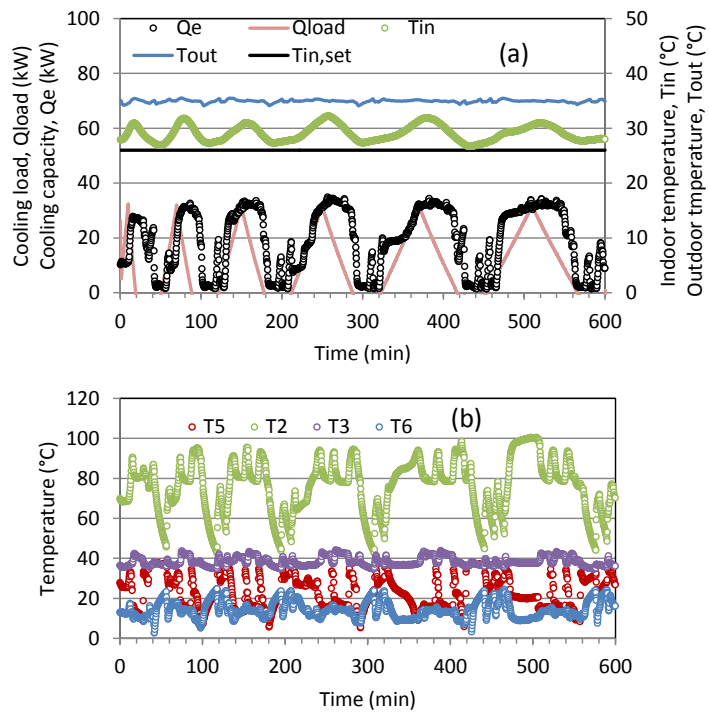 Qe Qload Tin
Tout Tin,set
(a)
Cooling load, Qload (kW)
Cooling capacity, Qe (kW)
100
80
60
40
20
0
50
40
30
20
10
0
Indoor temperature, Tin (°C)
Outdoor tmperature, Tout (°C)
0 100 200 300 400 500 600
Time (min)
T5 T2 T3 T6
(b)
Temperature (°C)
120
100
80
60
40
20
0
0 100 200 300 400 500 600
Time (min)